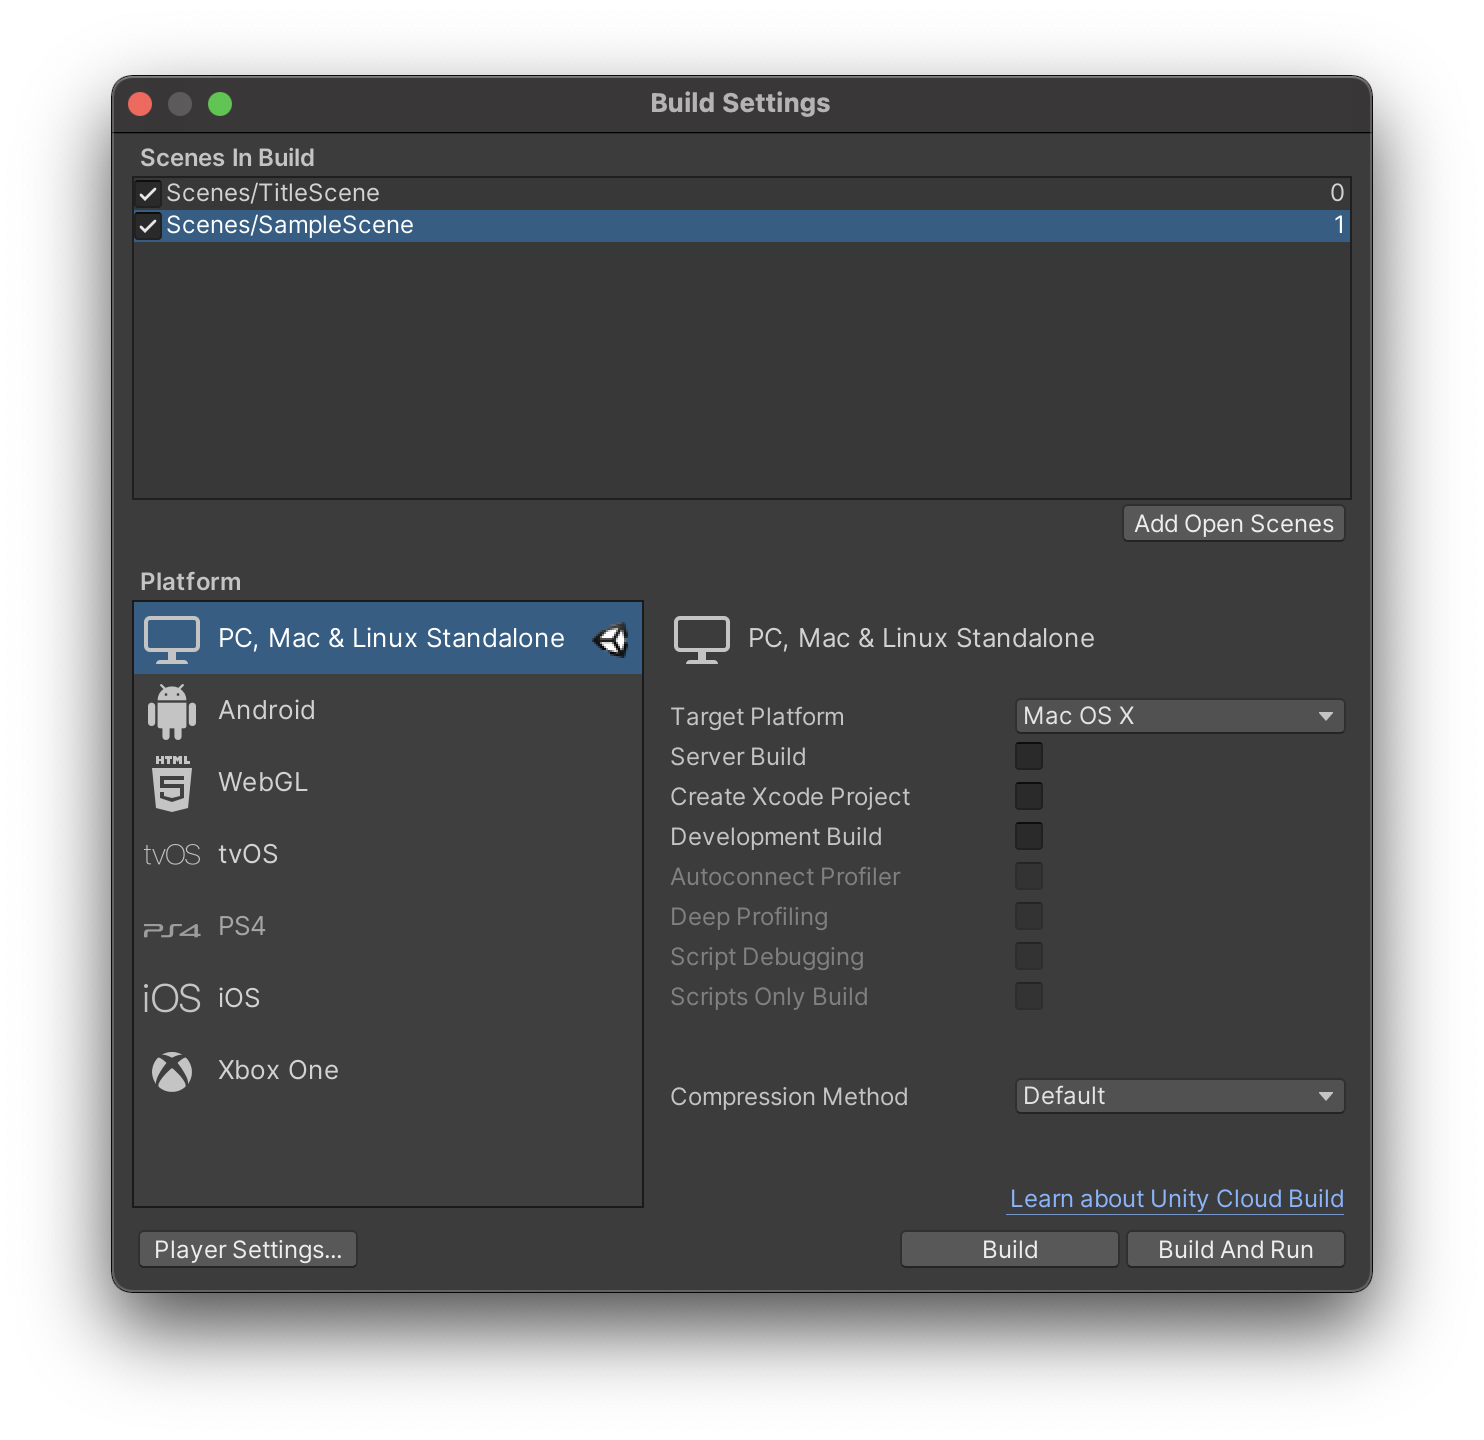 Build Settings
Scenes In Build
Scenes/TitleScene 0
Scenes/SampleScene 1
Add Open Scenes
Platform
PC, Mac & Linux Standalone
Android
HTML 5 WebGL
tvOS tvOS
PS4 PS4
iOS iOS
Xbox One
PC, Mac & Linux Standalone
Target Platform Mac OS X
Server Build
Create Xcode Project
Development Build
Autoconnect Profiler
Deep Profiling
Script Debugging
Scripts Only Build
Compression Method Default
Learn about Unity Cloud Build
Player Settings... Build Build And Run